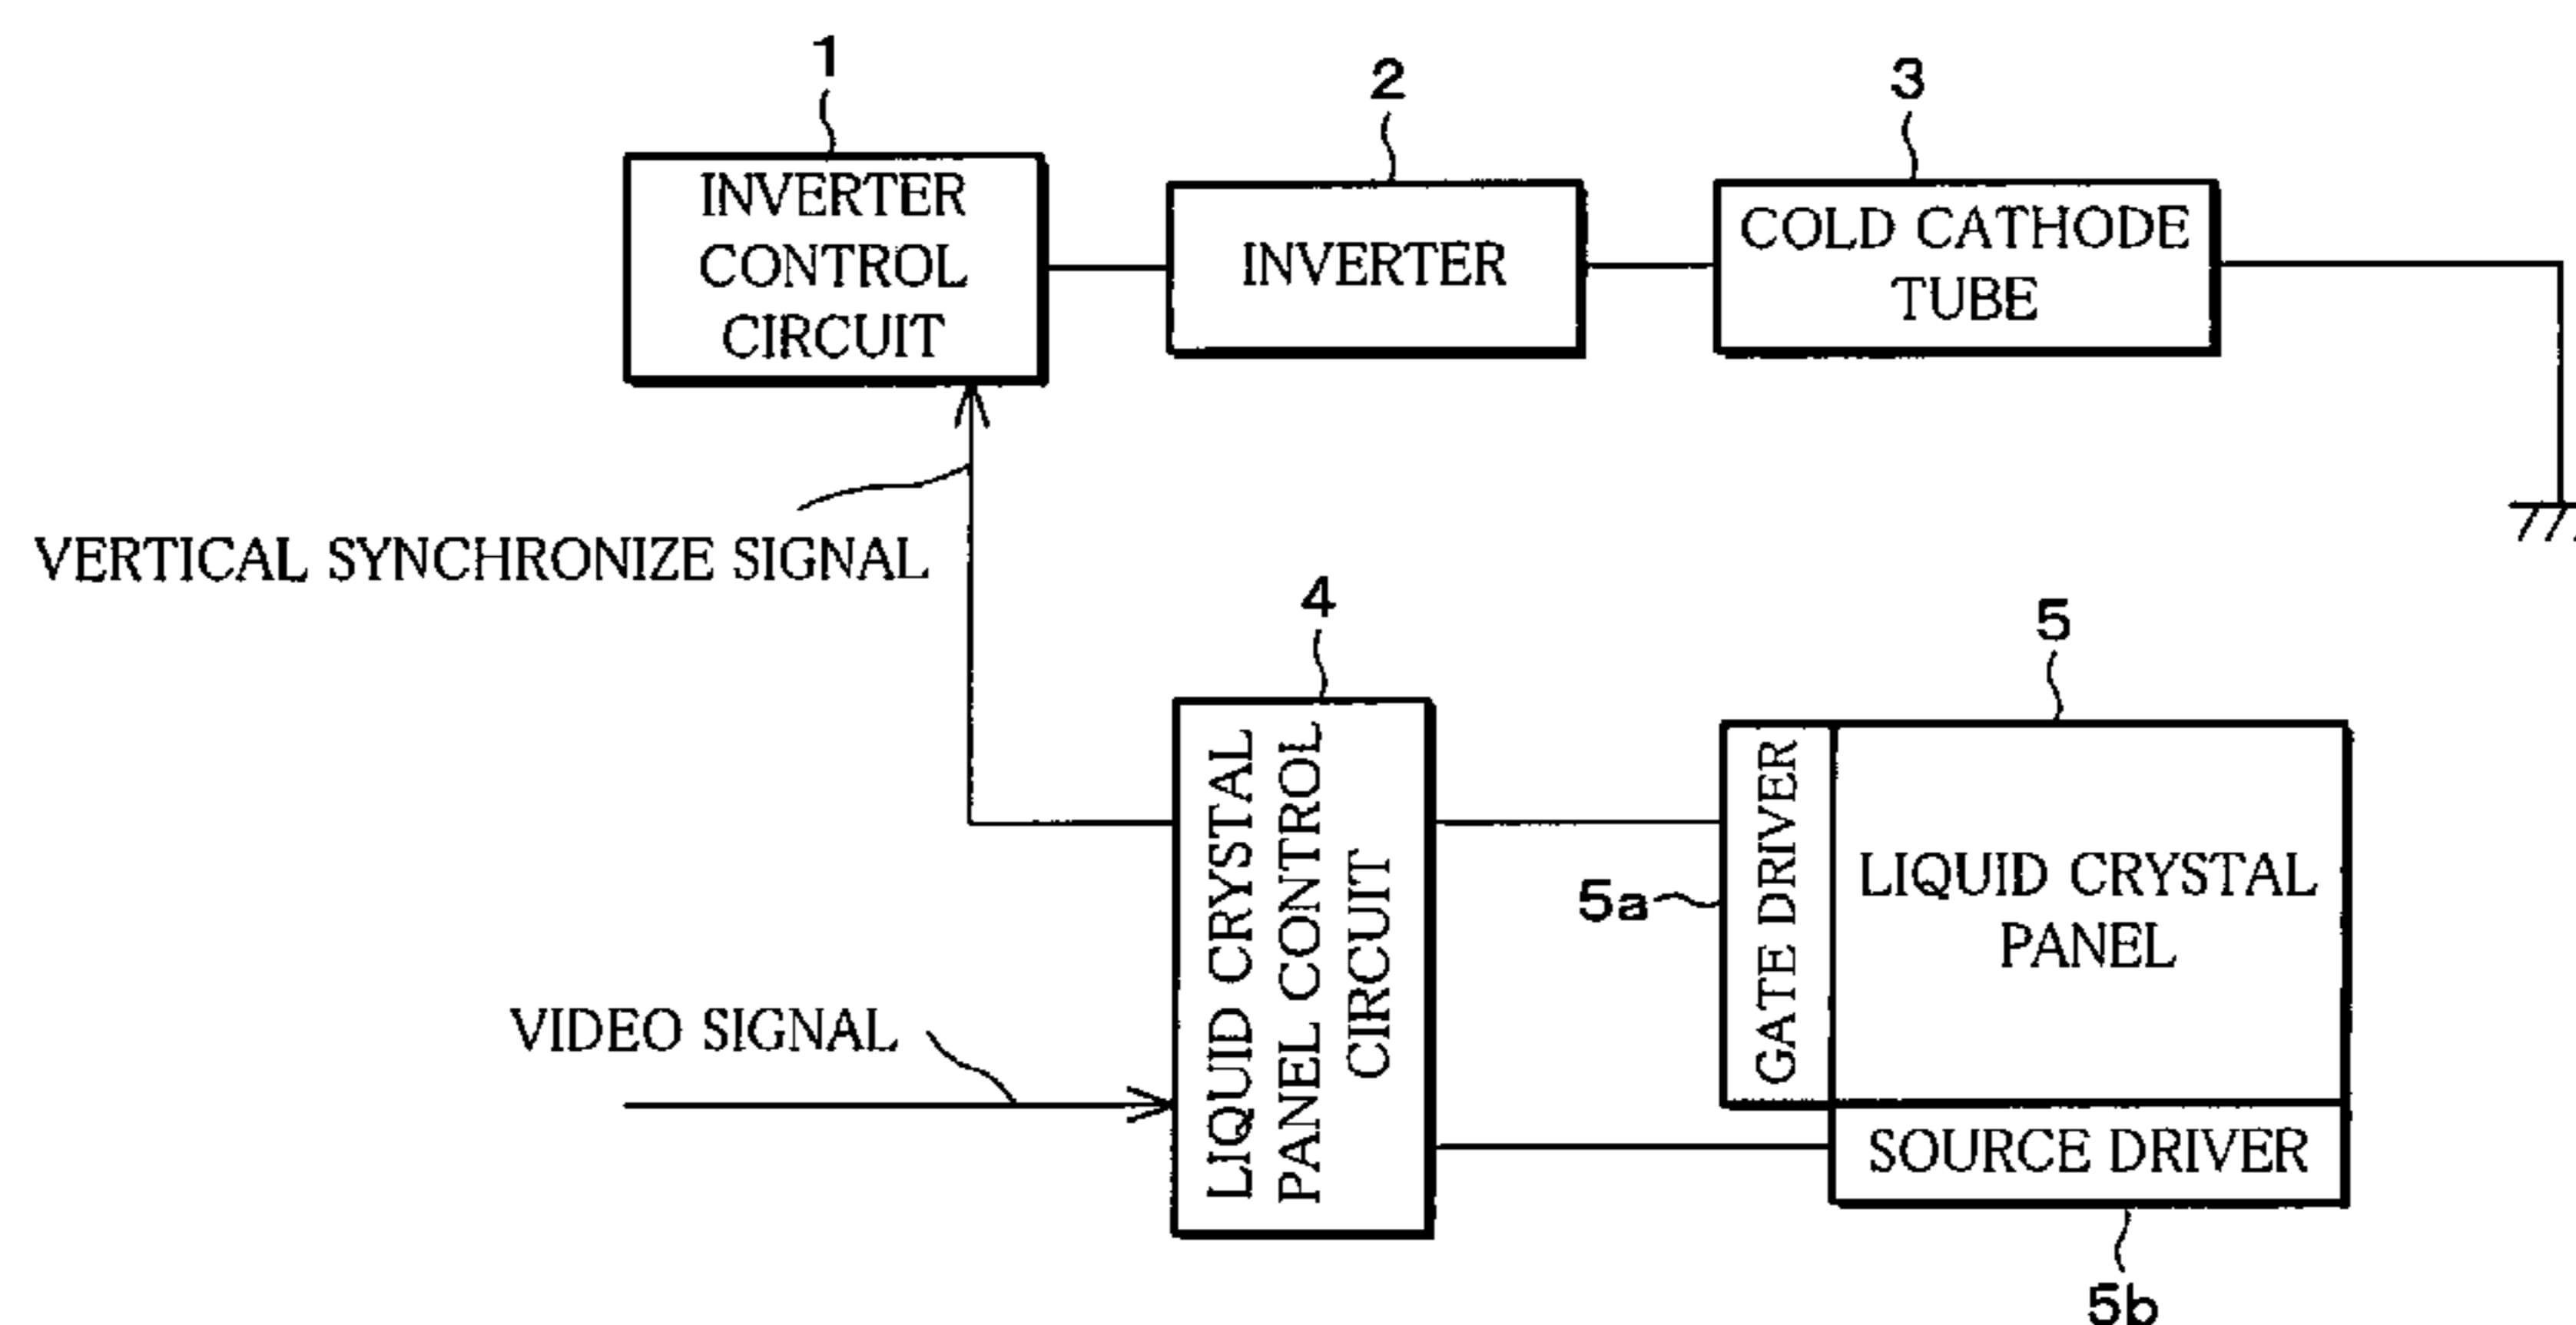 1
2
3
INVERTER
CONTROL
CIRCUIT
INVERTER
COLD CATHODE
TUBE
VERTICAL SYNCHRONIZE SIGNAL
4
5
LIQUID CRYSTAL
PANEL CONTROL
CIRCUIT
5a
GATE DRIVER
LIQUID CRYSTAL
PANEL
VIDEO SIGNAL
SOURCE DRIVER
5b